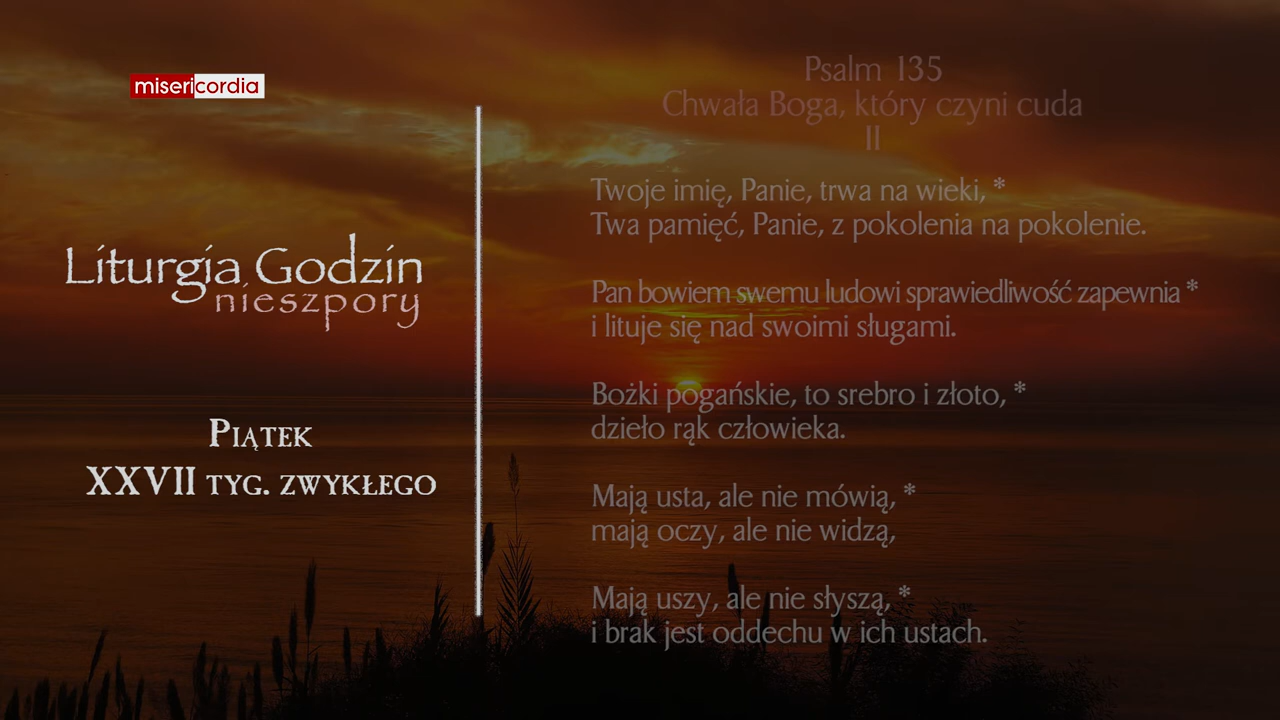 misericordia
Liturgia Godzin
nieszpory
Piątek
XXVII tyg. zwykłego
Psalm 135
Chwała Boga, który czyni cuda
II
Twoje imię, Panie, trwa na wieki, *
Twa pamięć, Panie, z pokolenia na pokolenie.
Pan bowiem swemu ludowi sprawiedliwość zapewnia *
i lituje się nad swoimi sługami.
Bożki pogańskie, to srebro i złoto, *
dzieło rąk człowieka.
Mają usta, ale nie mówią, *
mają oczy, ale nie widzą,
Mają uszy, ale nie słyszą, *
i brak jest oddechu w ich ustach.